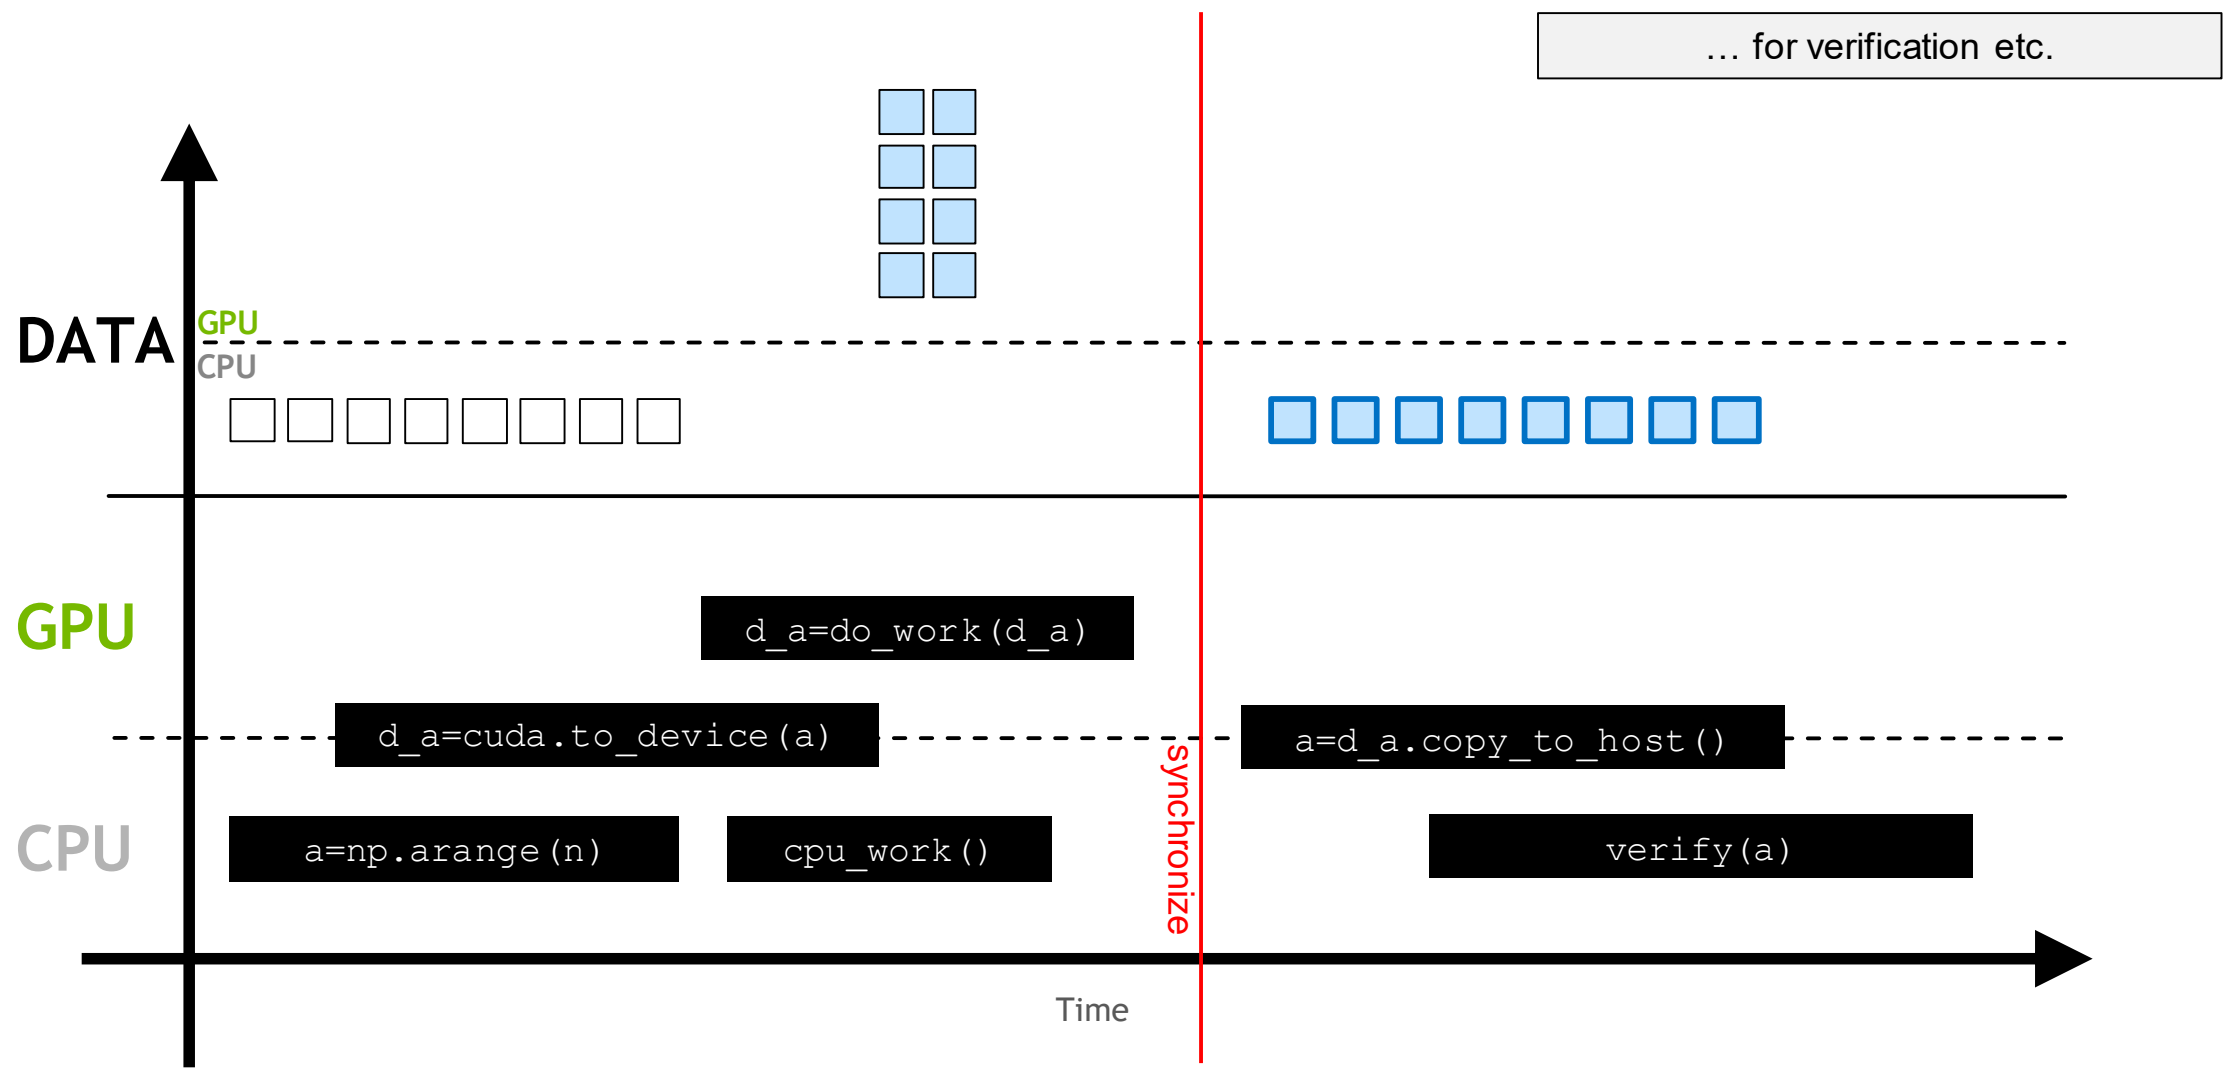 … for verification etc.
DATA
GPU
CPU
GPU
d_a=do_work(d_a)
d_a=cuda.to_device(a)
a=d_a.copy_to_host()
synchronize
CPU
a=np.arange(n)
cpu_work()
verify(a)
Time